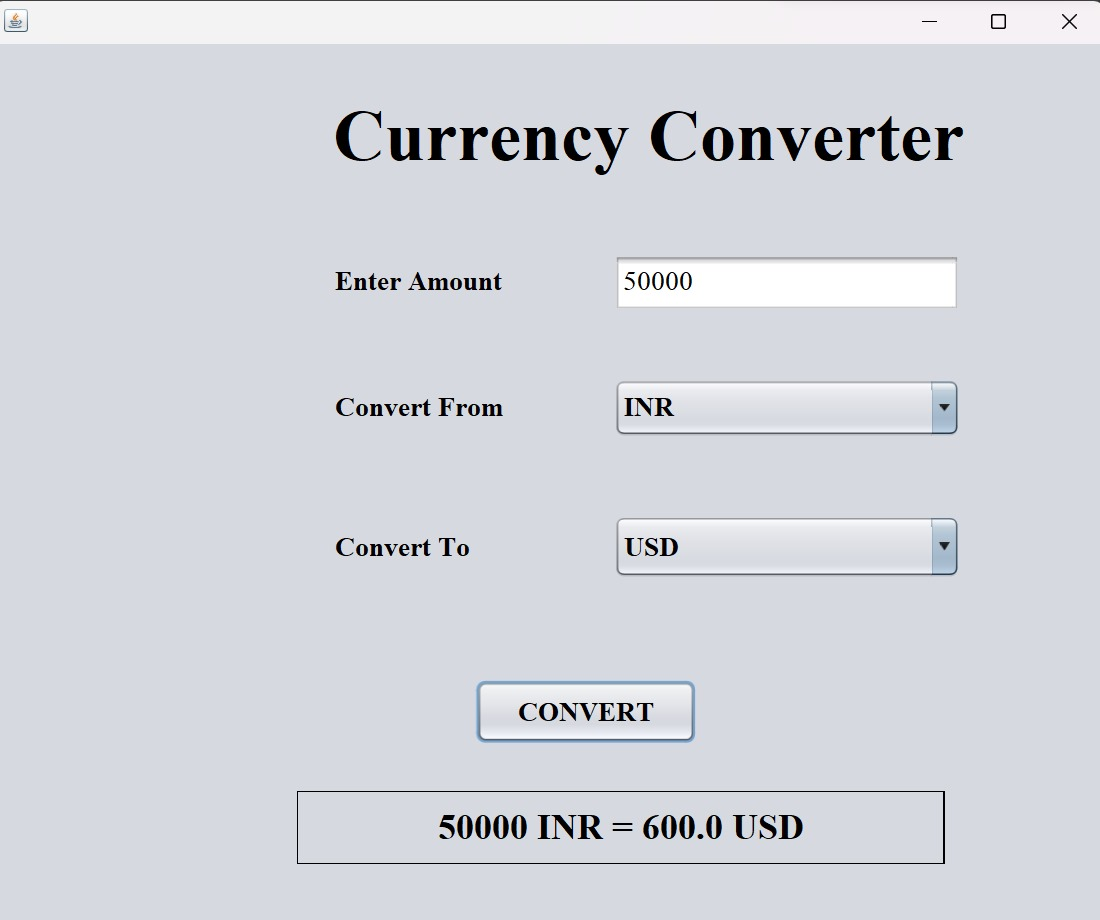 Currency Converter
Enter Amount 50000
Convert From INR
Convert To USD
CONVERT
50000 INR = 600.0 USD